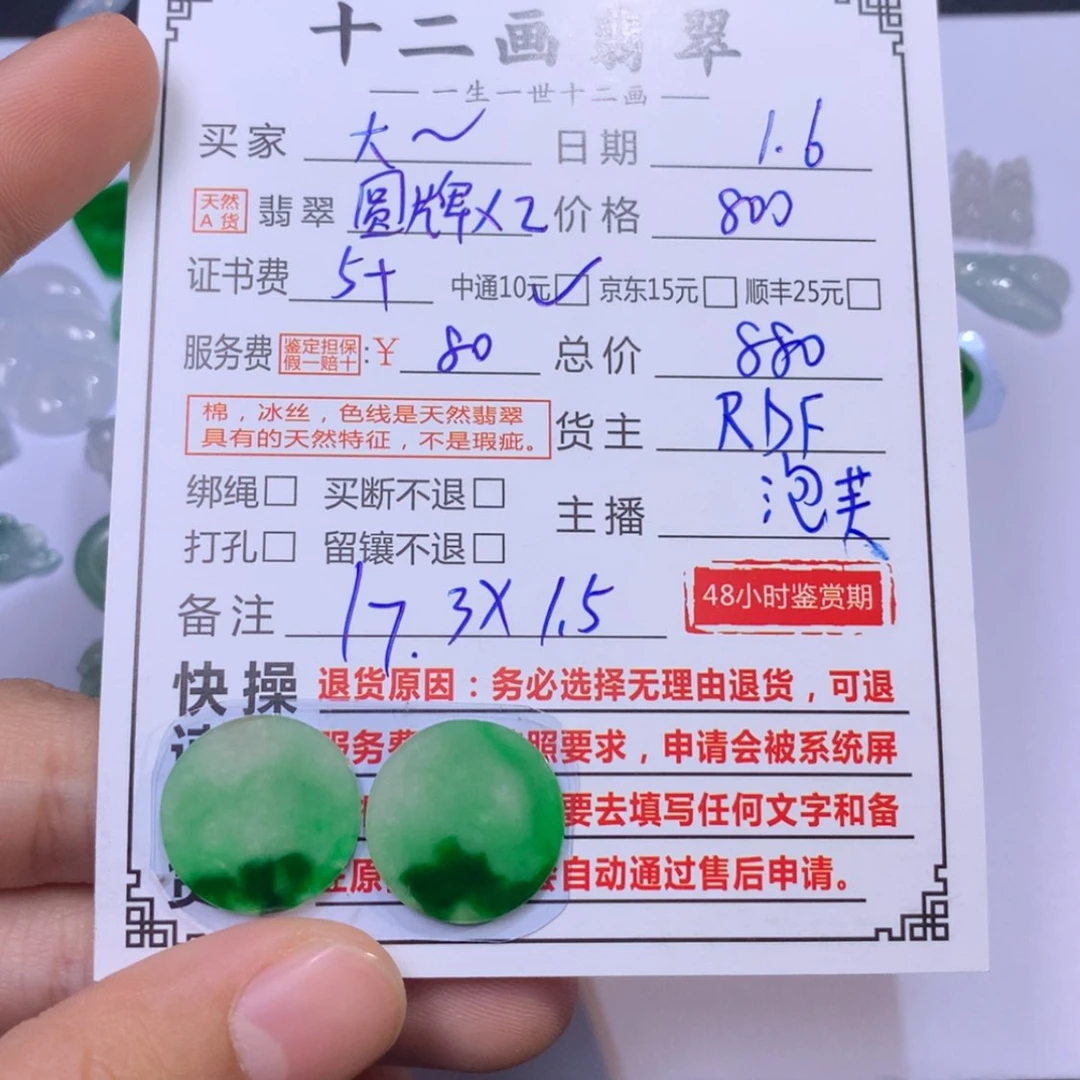 十二画翡翠
一生一世十二画
买家 大~ 日期 1.6
天然A货 翡翠 圆牌X2 价格 800
证书费 5+ 中通10元☑ 京东15元□ 顺丰25元□
服务费 鉴定担保 假一赔十 :¥ 80 总价 880
棉，冰丝，色线是天然翡翠
具有的天然特征，不是瑕疵。
货主 RDF
绑绳□ 买断不退□
主播 泡芙
打孔□ 留镶不退□
备注 17.3X1.5
48小时鉴赏期
快操
退货原因：务必选择无理由退货，可退
服务费 照要求，申请会被系统屏
要去填写任何文字和备
自动通过售后申请。